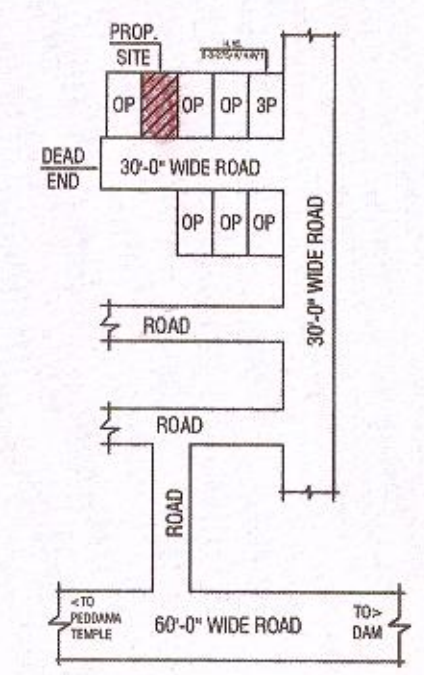 PROP.
SITE
OP OP OP 3P
DEAD
END
30'-0" WIDE ROAD
OP OP OP
30'-0" WIDE ROAD
ROAD
ROAD
ROAD
<TO
PEDDAMA
TEMPLE
60'-0" WIDE ROAD
TO>
DAM